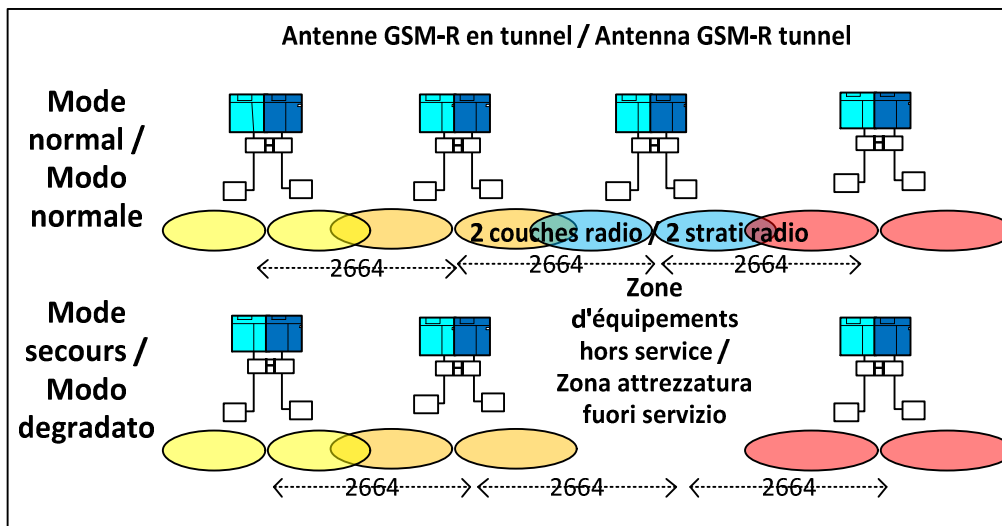 Antenne GSM-R en tunnel / Antenna GSM-R tunnel
Mode
normal /
Modo
normale
H
H
H
H
2 couches radio / 2 strati radio
2664
2664
2664
Mode
secours /
Modo
degradato
Zone
d'équipements
hors service /
Zona attrezzatura
fuori servizio
H
H
H
2664
2664
2664